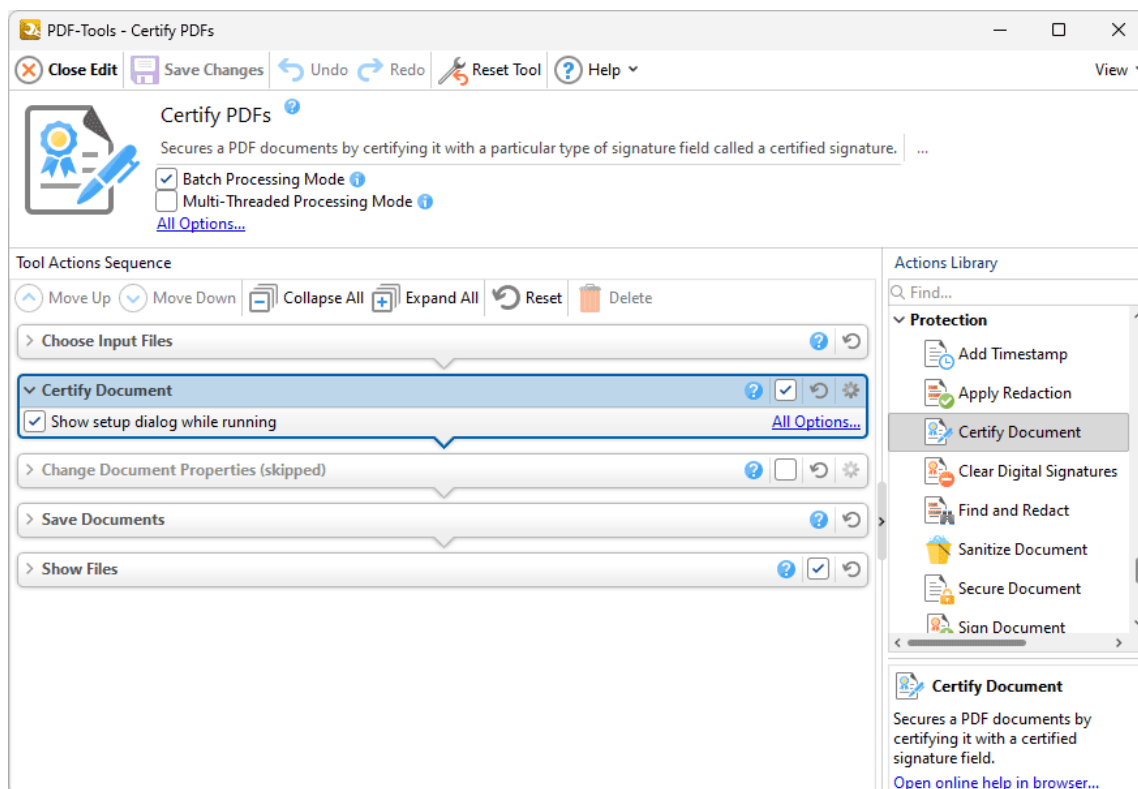 PDF-Tools - Certify PDFs
Close Edit Save Changes Undo Redo Reset Tool ? Help View
Certify PDFs ?
Secures a PDF documents by certifying it with a particular type of signature field called a certified signature. ...
Batch Processing Mode
Multi-Threaded Processing Mode
All Options...
Tool Actions Sequence
Move Up Move Down Collapse All Expand All Reset Delete
Choose Input Files ?
Certify Document ?
Show setup dialog while running All Options...
Change Document Properties (skipped) ?
Save Documents ?
Show Files ?
Actions Library
Find...
Protection
Add Timestamp
Apply Redaction
Certify Document
Clear Digital Signatures
Find and Redact
Sanitize Document
Secure Document
Sign Document
Certify Document
Secures a PDF documents by
certifying it with a certified
signature field.
Open online help in browser...